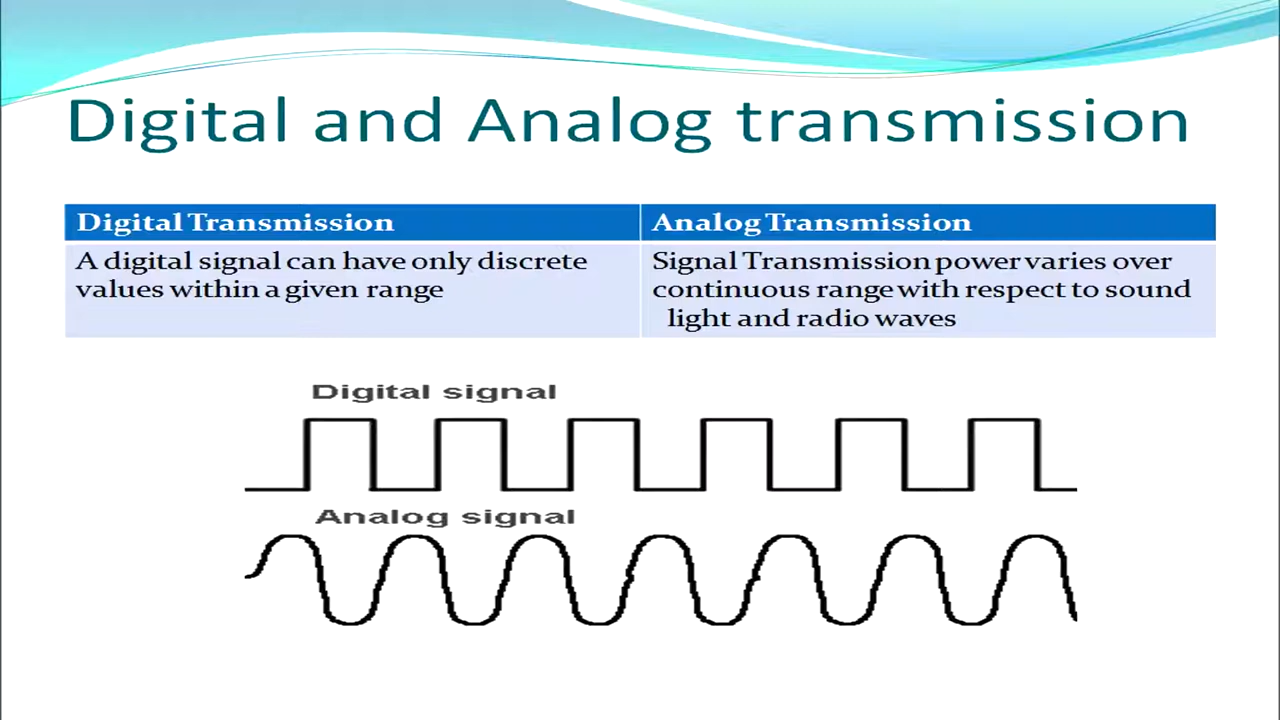 Digital and Analog transmission
Digital Transmission
A digital signal can have only discrete
values within a given range
Analog Transmission
Signal Transmission power varies over
continuous range with respect to sound
light and radio waves
Digital signal
Analog signal